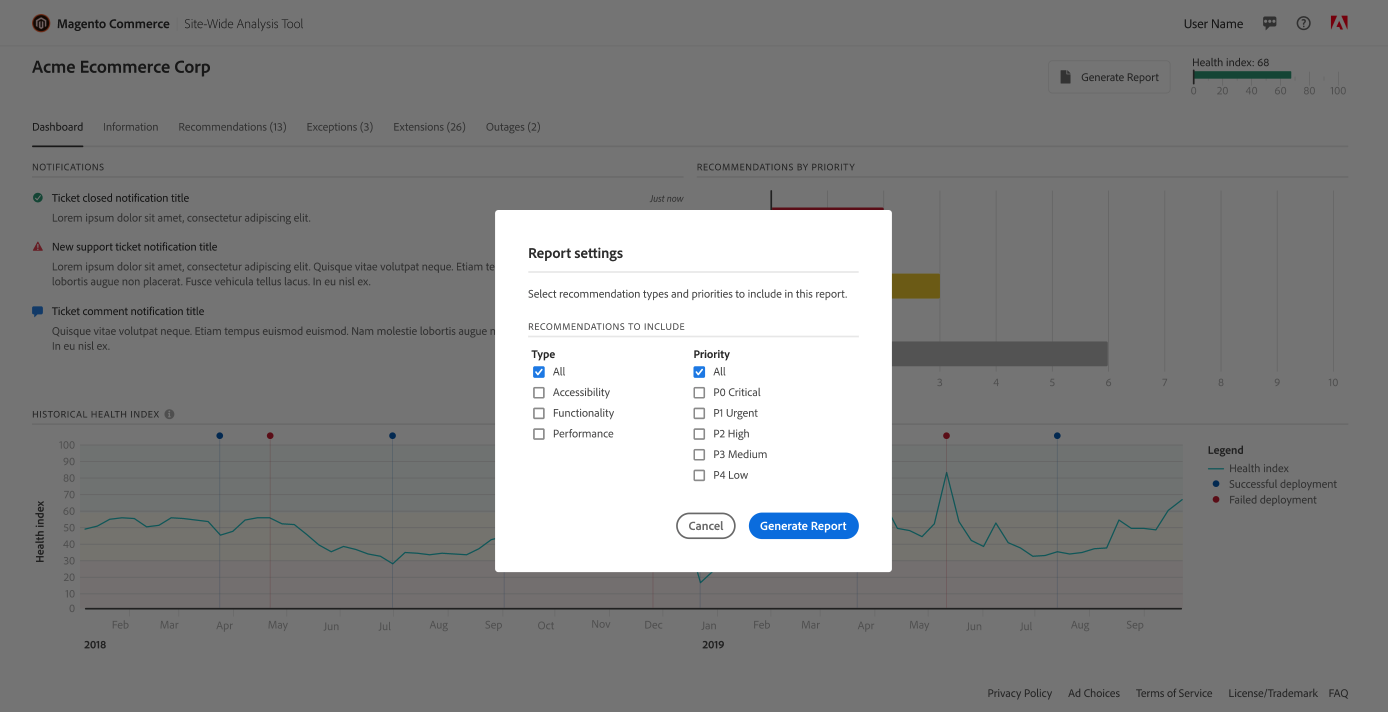 Magento Commerce Site-Wide Analysis Tool
User Name
Acme Ecommerce Corp
Generate Report
Health index: 68
0 20 40 60 80 100
Dashboard Information Recommendations (13) Exceptions (3) Extensions (26) Outages (2)
NOTIFICATIONS
Ticket closed notification title
Just now
Lorem ipsum dolor sit amet, consectetur adipiscing elit.
New support ticket notification title
Lorem ipsum dolor sit amet, consectetur adipiscing elit. Quisque vitae volutpat neque. Etiam te
lobortis augue non placerat. Fusce vehicula tellus lacus. In eu nisl ex.
Ticket comment notification title
Quisque vitae volutpat neque. Etiam tempus euismod euismod. Nam molestie lobortis augue n
In eu nisl ex.
RECOMMENDATIONS BY PRIORITY
3 4 5 6 7 8 9 10
Report settings
Select recommendation types and priorities to include in this report.
RECOMMENDATIONS TO INCLUDE
Type
All
Accessibility
Functionality
Performance
Priority
All
P0 Critical
P1 Urgent
P2 High
P3 Medium
P4 Low
Cancel
Generate Report
HISTORICAL HEALTH INDEX
Health index
100
90
80
70
60
50
40
30
20
10
0
Feb Mar Apr May Jun Jul Aug Sep Oct Nov Dec Jan Feb Mar Apr May Jun Jul Aug Sep
2018 2019
Legend
Health index
Successful deployment
Failed deployment
Privacy Policy Ad Choices Terms of Service License/Trademark FAQ